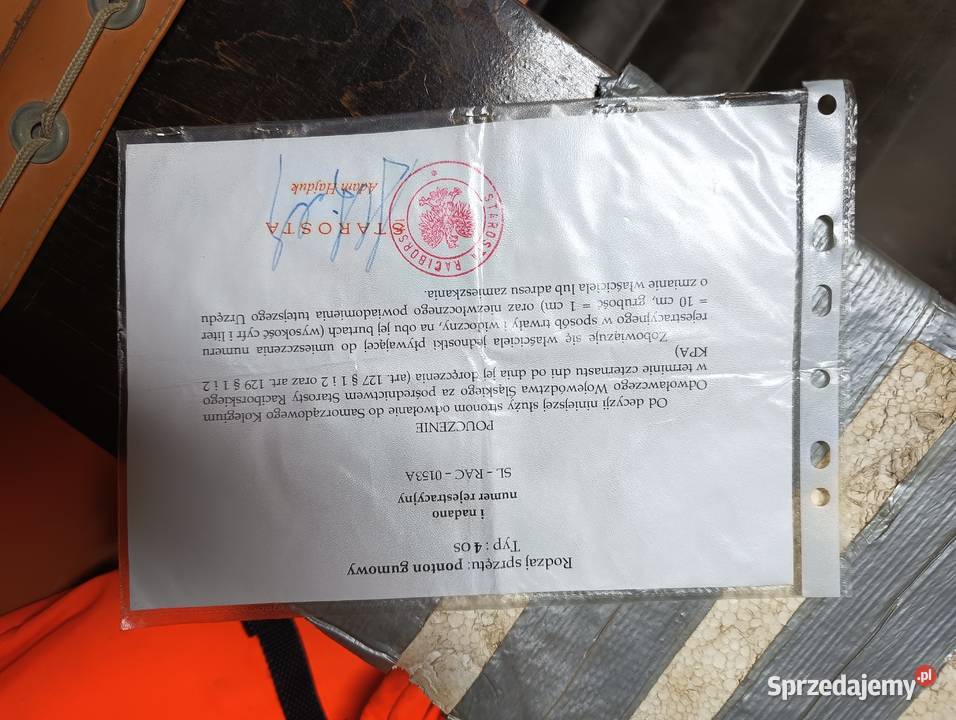 Rodzaj sprzętu: ponton gumowy
Typ : 4 OS
i nadano
numer rejestracyjny
SL - RAC - 0153A
POUCZENIE
Od decyzji niniejszej służy stronom odwołanie do Samorządowego Kolegium
Odwoławczego Województwa Śląskiego za pośrednictwem Starosty Raciborskiego
w terminie czternastu dni od dnia jej doręczenia (art. 127 § 1 i 2 oraz art. 129 § 1 i 2
KPA)
Zobowiązuje się właściciela jednostki pływającej do umieszczenia numeru
rejestracyjnego w sposób trwały i widoczny, na obu jej burtach (wysokość cyfr i liter
= 10 cm, grubość = 1 cm) oraz niezwłocznego powiadomienia tutejszego Urzędu
o zmianie właściciela lub adresu zamieszkania.
STAROSTA RACIBORSKI
STAROSTA
Adam Hajduk
Sprzedajemy.pl